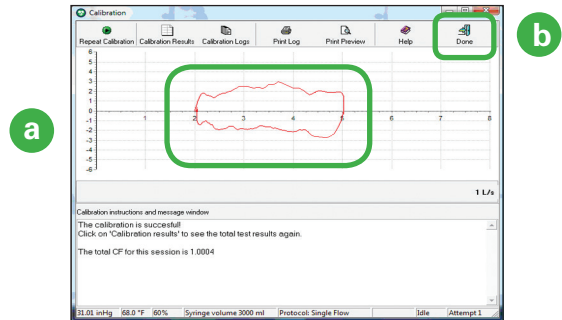 Calibration
b
Repeat Calibration Calibration Results Calibration Logs Print Log Print Preview Help Done
6
5
4
3
2
1
0
-1
-2
-3
-4
-5
-6
1 2 3 4 5 6 7 8
a
1 L/s
Calibration instructions and message window
The calibration is succesful!
Click on 'Calibration results' to see the total test results again.
The total CF for this session is 1.0004
31.01 inHg 68.0 °F 60% Syringe volume 3000 ml Protocol: Single Flow Idle Attempt 1